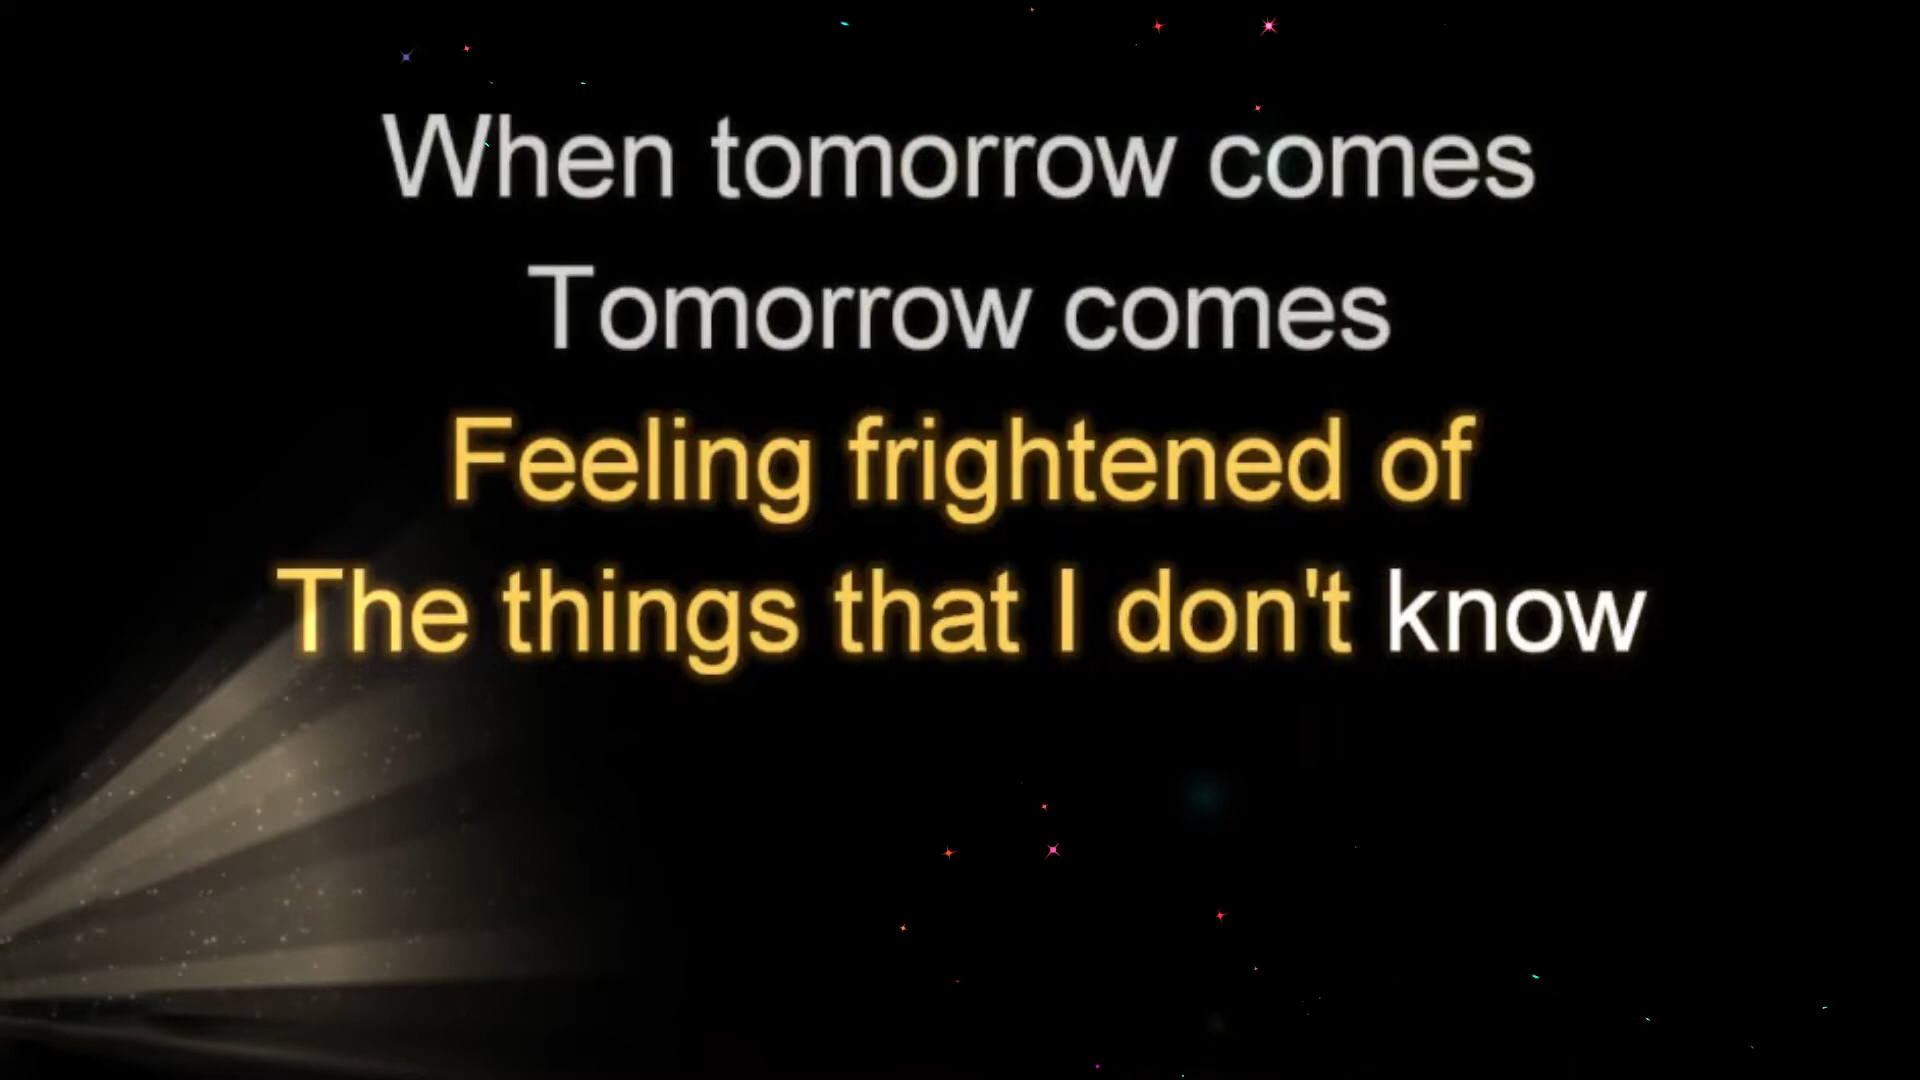 When tomorrow comes
Tomorrow comes
Feeling frightened of
The things that I don't know